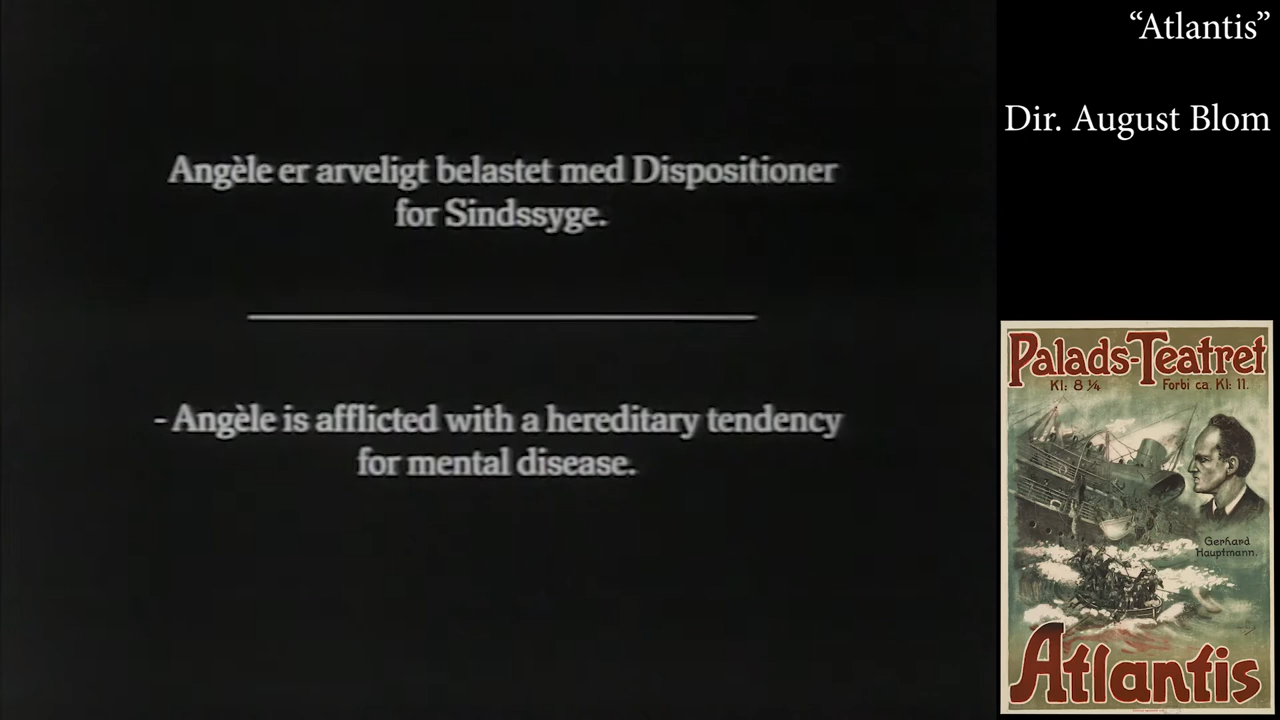 Angèle er arveligt belastet med Dispositioner
for Sindssyge.
- Angèle is afflicted with a hereditary tendency
for mental disease.
“Atlantis”
Dir. August Blom
Palads-Teatret
Kl: 8 ¼ Forbi ca. Kl: 11.
Gerhard
Hauptmann.
Atlantis